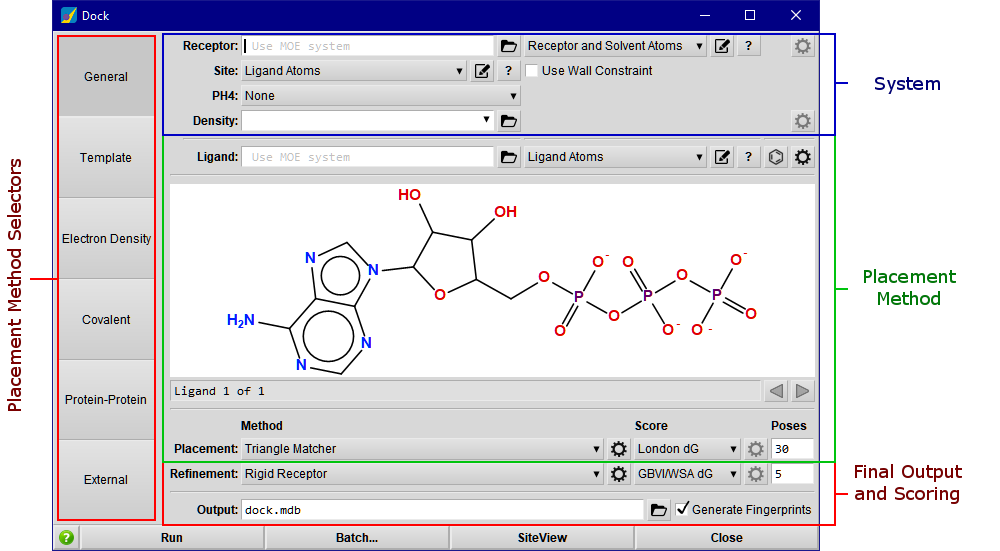 Dock
General
Template
Electron Density
Covalent
Protein-Protein
External
Placement Method Selectors
Receptor: Use MOE system Receptor and Solvent Atoms ?
Site: Ligand Atoms ? Use Wall Constraint
PH4: None
Density:
System
Ligand: Use MOE system Ligand Atoms ?
HO
OH
N
N
N
N
H2N
O
O
O-
P
O
O
O
P
O-
O
O-
P
O
O-
Ligand 1 of 1
Method Score Poses
Placement: Triangle Matcher London dG 30
Placement
Method
Refinement: Rigid Receptor GBVI/WSA dG 5
Output: dock.mdb Generate Fingerprints
Final Output
and Scoring
? Run Batch... SiteView Close